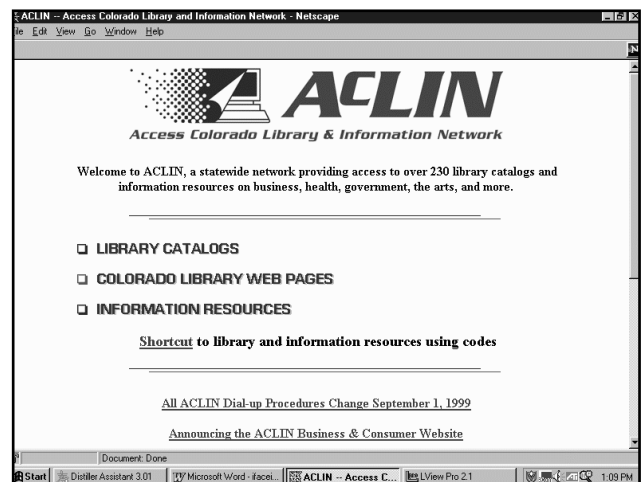 ACLIN -- Access Colorado Library and Information Network - Netscape
ile Edit View Go Window Help
N
ACLIN
Access Colorado Library & Information Network
Welcome to ACLIN, a statewide network providing access to over 230 library catalogs and
information resources on business, health, government, the arts, and more.
LIBRARY CATALOGS
COLORADO LIBRARY WEB PAGES
INFORMATION RESOURCES
Shortcut to library and information resources using codes
All ACLIN Dial-up Procedures Change September 1, 1999
Announcing the ACLIN Business & Consumer Website
Document: Done
Start Distiller Assistant 3.01 Microsoft Word - ifacei... ACLIN -- Access C... LView Pro 2.1 1:09 PM